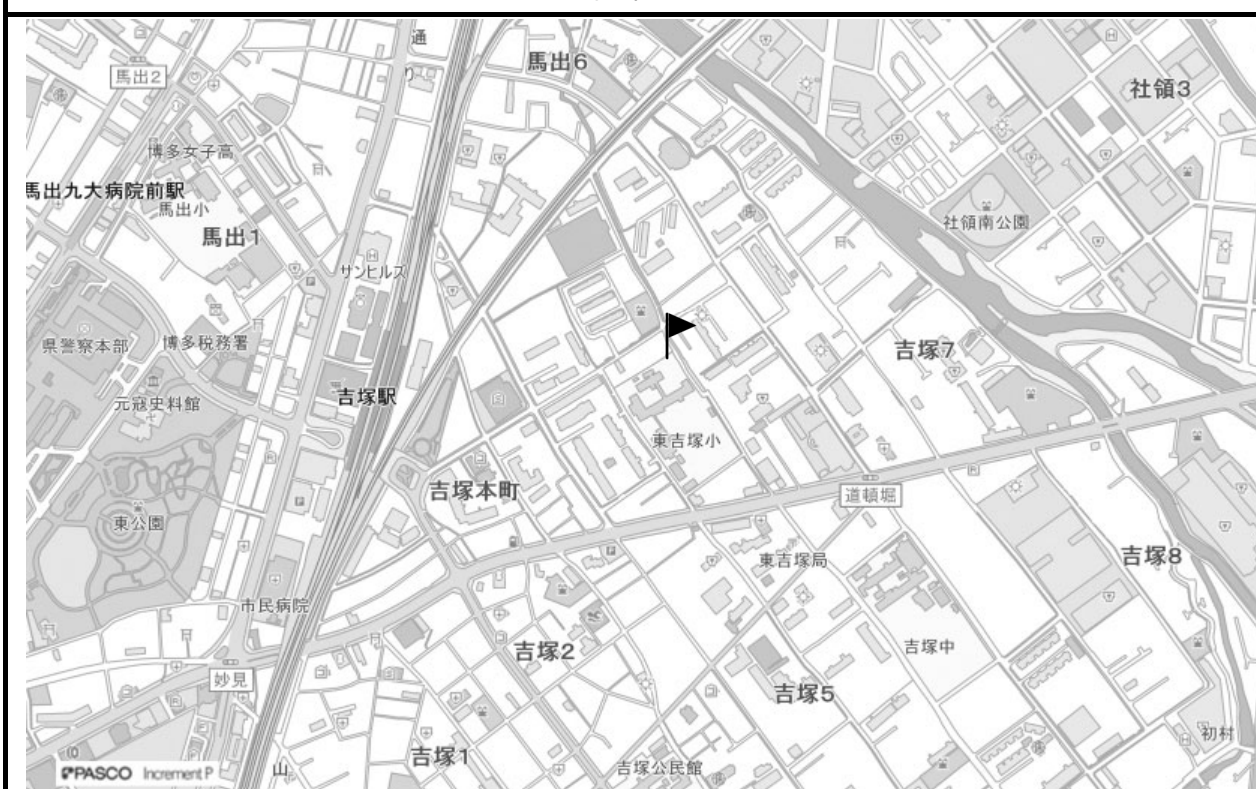 通
り
馬出6
馬出2
社領3
博多女子高
馬出九大病院前駅
馬出小
社領南公園
馬出1
サンヒルズ
県警察本部
博多税務署
吉塚7
吉塚駅
元寇史料館
東吉塚小
吉塚本町
道頓堀
東公園
東吉塚局
吉塚8
市民病院
吉塚2
吉塚中
妙見
吉塚5
初村
吉塚1
吉塚公民館
山
PASCO Increment P